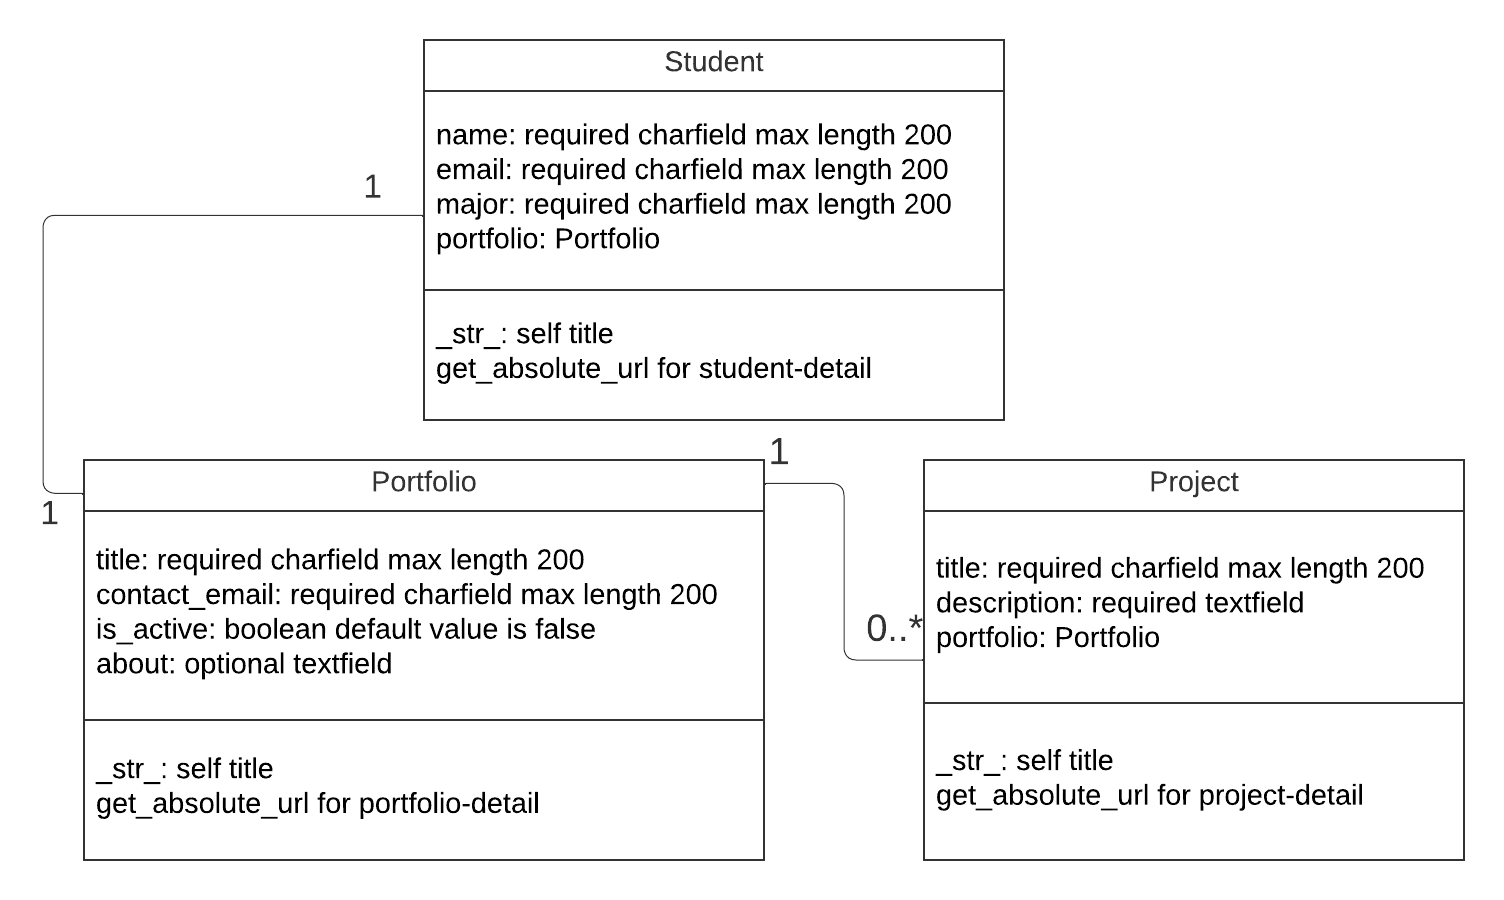 Student
name: required charfield max length 200
email: required charfield max length 200
major: required charfield max length 200
portfolio: Portfolio
_str_: self title
get_absolute_url for student-detail
1
1
Portfolio
title: required charfield max length 200
contact_email: required charfield max length 200
is_active: boolean default value is false
about: optional textfield
_str_: self title
get_absolute_url for portfolio-detail
1
0..*
Project
title: required charfield max length 200
description: required textfield
portfolio: Portfolio
_str_: self title
get_absolute_url for project-detail